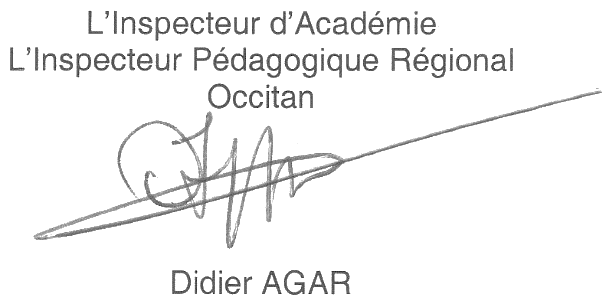 L'Inspecteur d'Académie
L'Inspecteur Pédagogique Régional
Occitan
Didier AGAR